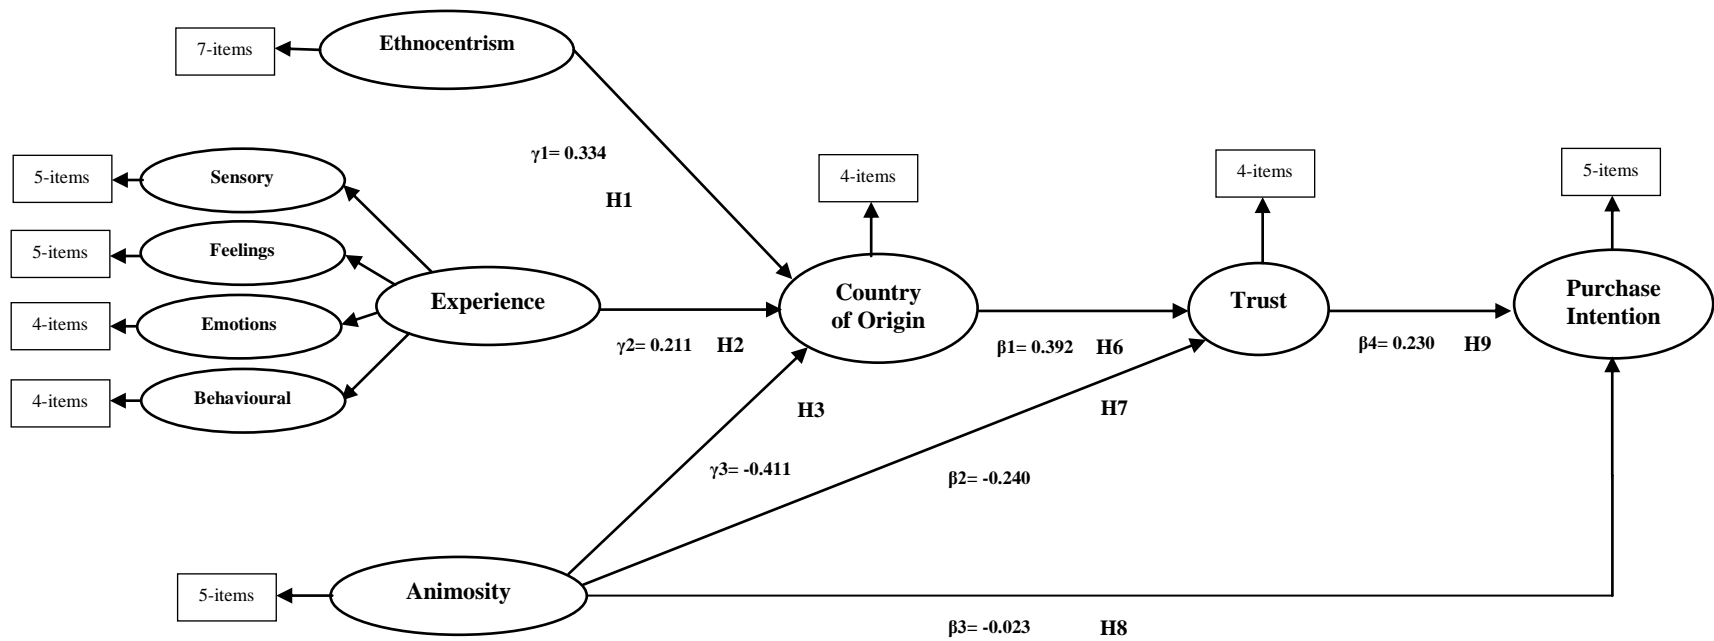 Ethnocentrism
7-items
γ1= 0.334
H1
5-items
Sensory
4-items
4-items
5-items
5-items
Feelings
Experience
Country
of Origin
Trust
Purchase
Intention
4-items
Emotions
γ2= 0.211 H2
β1= 0.392 H6
β4= 0.230 H9
4-items
Behavioural
H3
H7
γ3= -0.411
β2= -0.240
5-items
Animosity
β3= -0.023 H8